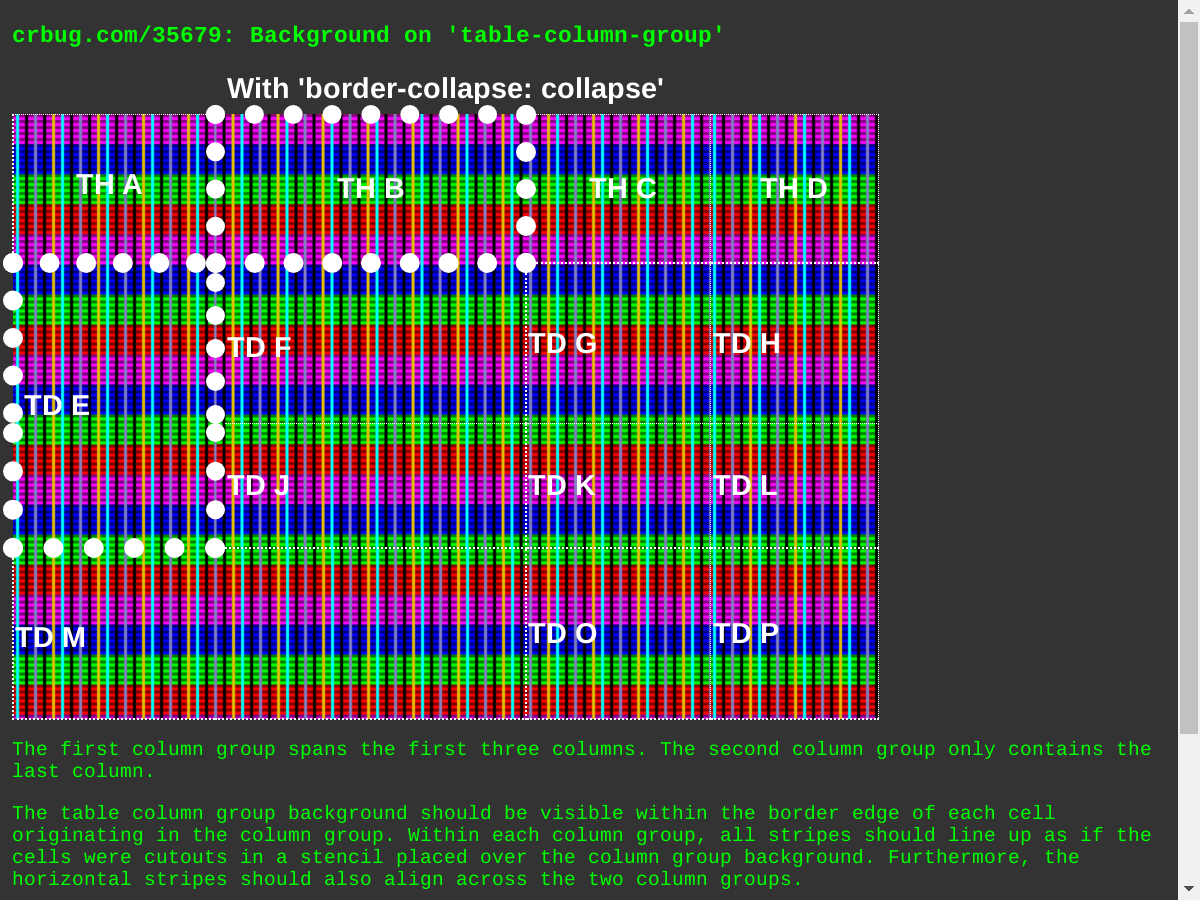 crbug.com/35679: Background on 'table-column-group'
With 'border-collapse: collapse'
TH A TH B TH C TH D
TD F TD G TD H
TD E
TD J TD K TD L
TD M TD O TD P
The first column group spans the first three columns. The second column group only contains the
last column.
The table column group background should be visible within the border edge of each cell
originating in the column group. Within each column group, all stripes should line up as if the
cells were cutouts in a stencil placed over the column group background. Furthermore, the
horizontal stripes should also align across the two column groups.